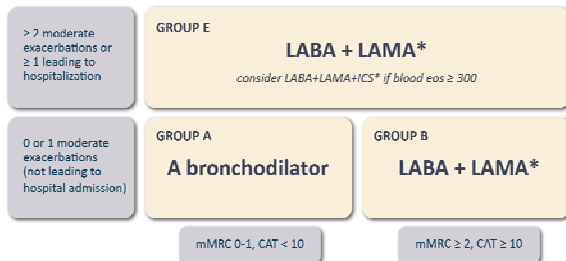 > 2 moderate
exacerbations or
≥ 1 leading to
hospitalization
GROUP E
LABA + LAMA*
consider LABA+LAMA+ICS* if blood eos ≥ 300
0 or 1 moderate
exacerbations
(not leading to
hospital admission)
GROUP A
A bronchodilator
GROUP B
LABA + LAMA*
mMRC 0-1, CAT < 10
mMRC ≥ 2, CAT ≥ 10